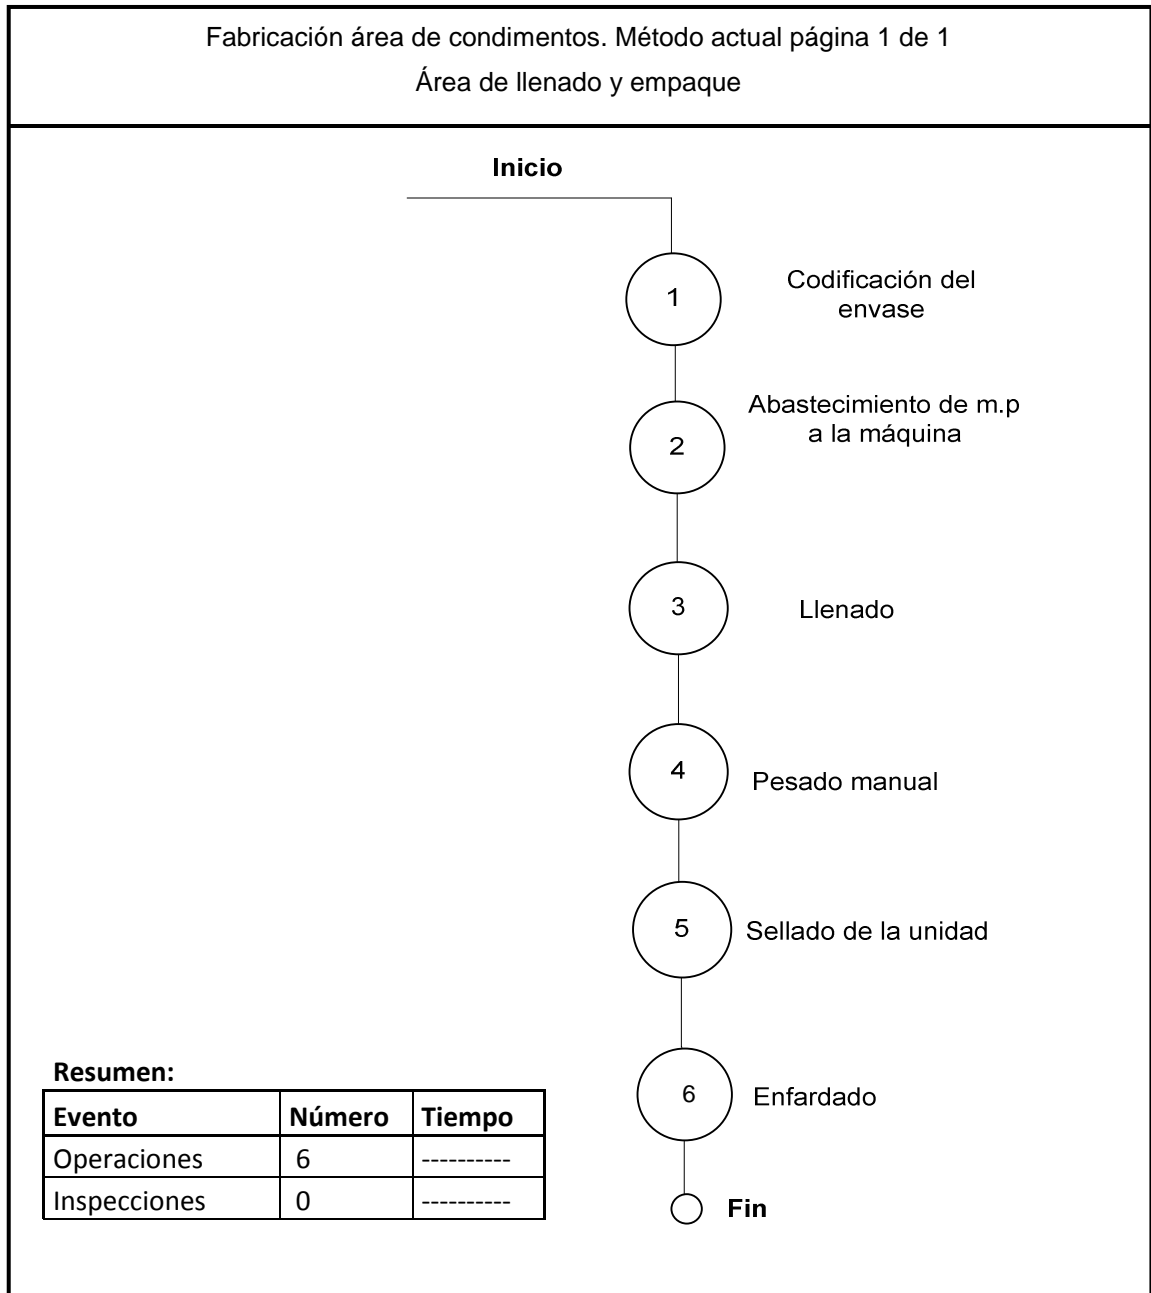 Fabricación área de condimentos. Método actual página 1 de 1
Área de llenado y empaque
Inicio
1
Codificación del
envase
2
Abastecimiento de m.p
a la máquina
3
Llenado
4
Pesado manual
5
Sellado de la unidad
6
Enfardado
Fin
Resumen:
Evento Número Tiempo
Operaciones 6 ----------
Inspecciones 0 ----------